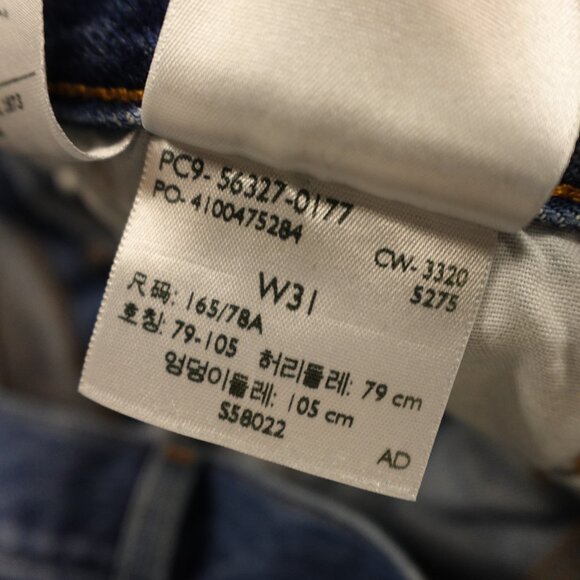 PC9- 56327-0177
PO-4100475284
CW- 3320
5275
W31
尺码: 165/78A
호칭: 79-105 허리둘레: 79 cm
엉덩이둘레: 105 cm
S58022
AD